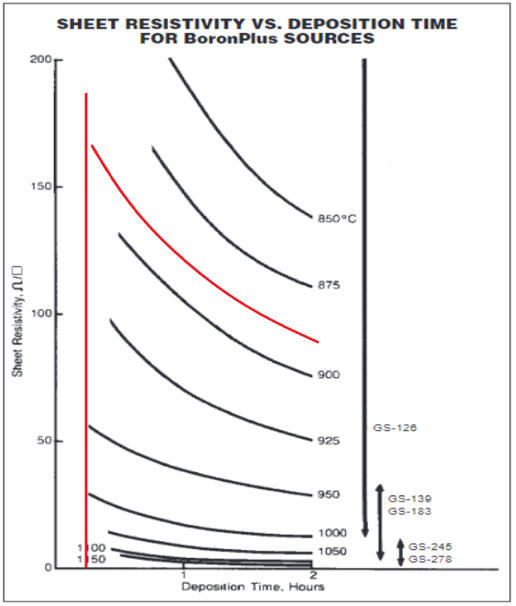 SHEET RESISTIVITY VS. DEPOSITION TIME
FOR BoronPlus SOURCES
200
150
100
50
0
Sheet Resistivity, Ω/□
850°C
875
900
925
950
1000
1050
1100
1150
GS-126
GS-139
GS-183
GS-245
GS-278
1
2
Deposition Time, Hours